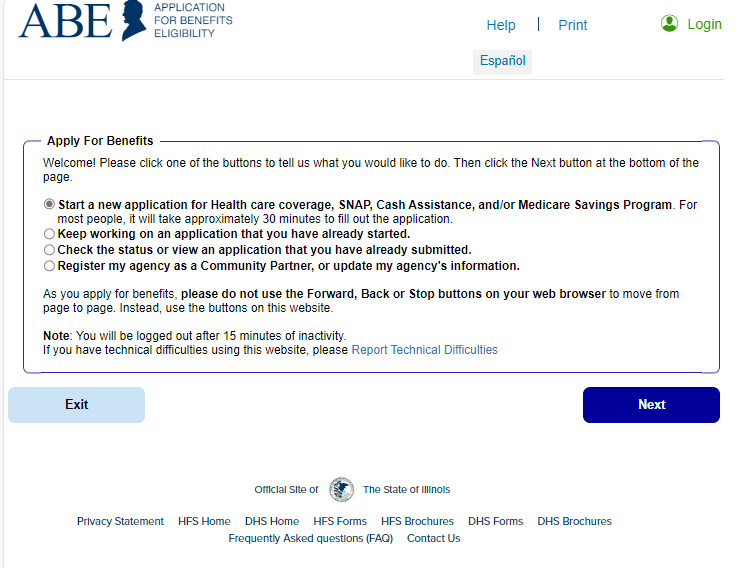 ABE
APPLICATION
FOR BENEFITS
ELIGIBILITY
Help
Print
Login
Español
Apply For Benefits
Welcome! Please click one of the buttons to tell us what you would like to do. Then click the Next button at the bottom of the
page.
Start a new application for Health care coverage, SNAP, Cash Assistance, and/or Medicare Savings Program. For
most people, it will take approximately 30 minutes to fill out the application.
Keep working on an application that you have already started.
Check the status or view an application that you have already submitted.
Register my agency as a Community Partner, or update my agency's information.
As you apply for benefits, please do not use the Forward, Back or Stop buttons on your web browser to move from
page to page. Instead, use the buttons on this website.
Note: You will be logged out after 15 minutes of inactivity.
If you have technical difficulties using this website, please Report Technical Difficulties
Exit
Next
Official Site of The State of Illinois
Privacy Statement HFS Home DHS Home HFS Forms HFS Brochures DHS Forms DHS Brochures
Frequently Asked questions (FAQ) Contact Us